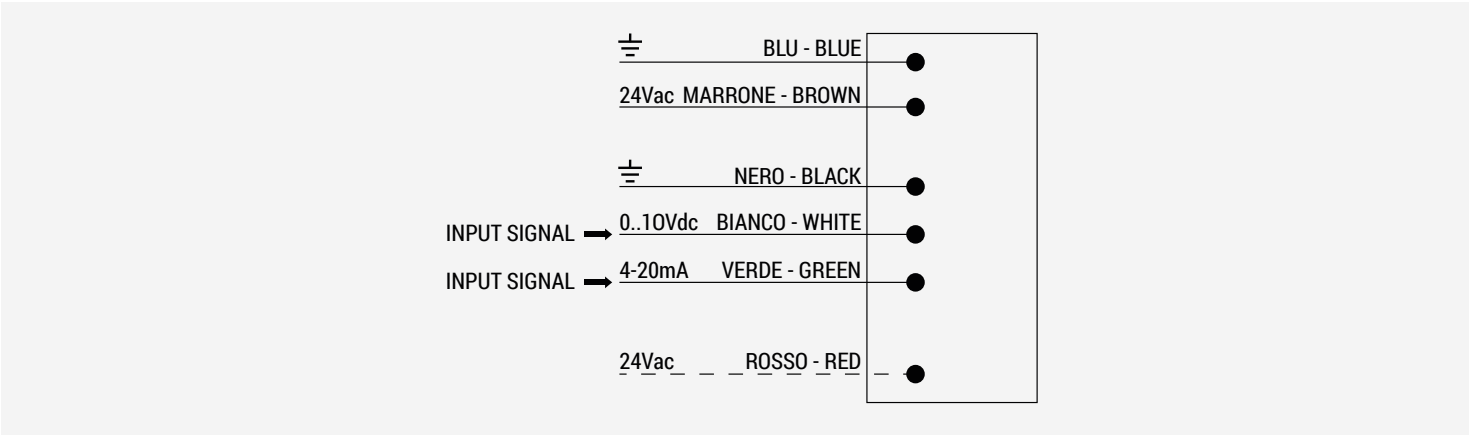 BLU - BLUE
24Vac MARRONE - BROWN
NERO - BLACK
INPUT SIGNAL 0..10Vdc BIANCO - WHITE
INPUT SIGNAL 4-20mA VERDE - GREEN
24Vac ROSSO - RED